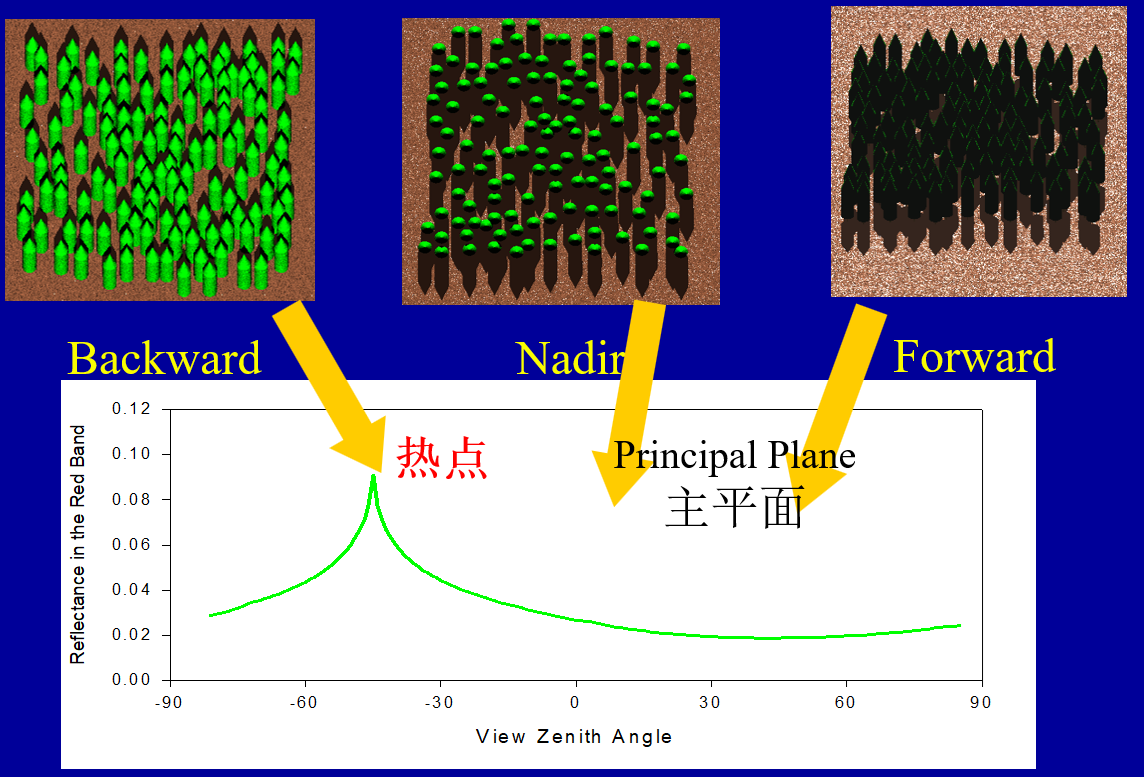 Backward
Nadir
Forward
热点
Principal Plane
主平面
Reflectance in the Red Band
0.12
0.10
0.08
0.06
0.04
0.02
0.00
-90
-60
-30
0
30
60
90
View Zenith Angle